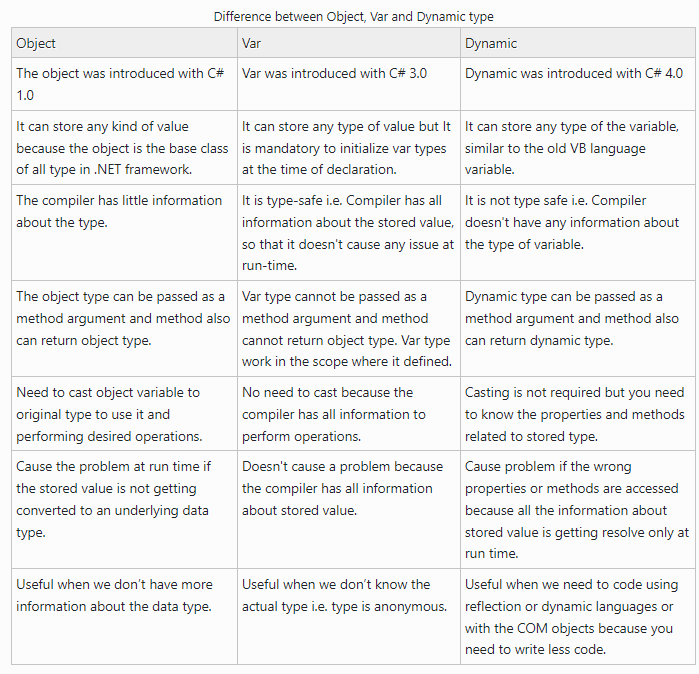 Difference between Object, Var and Dynamic type
Object
Var
Dynamic
The object was introduced with C#
1.0
Var was introduced with C# 3.0
Dynamic was introduced with C# 4.0
It can store any kind of value
because the object is the base class
of all type in .NET framework.
It can store any type of value but It
is mandatory to initialize var types
at the time of declaration.
It can store any type of the variable,
similar to the old VB language
variable.
The compiler has little information
about the type.
It is type-safe i.e. Compiler has all
information about the stored value,
so that it doesn't cause any issue at
run-time.
It is not type safe i.e. Compiler
doesn't have any information about
the type of variable.
The object type can be passed as a
method argument and method also
can return object type.
Var type cannot be passed as a
method argument and method
cannot return object type. Var type
work in the scope where it defined.
Dynamic type can be passed as a
method argument and method also
can return dynamic type.
Need to cast object variable to
original type to use it and
performing desired operations.
No need to cast because the
compiler has all information to
perform operations.
Casting is not required but you need
to know the properties and methods
related to stored type.
Cause the problem at run time if
the stored value is not getting
converted to an underlying data
type.
Doesn't cause a problem because
the compiler has all information
about stored value.
Cause problem if the wrong
properties or methods are accessed
because all the information about
stored value is getting resolve only at
run time.
Useful when we don't have more
information about the data type.
Useful when we don't know the
actual type i.e. type is anonymous.
Useful when we need to code using
reflection or dynamic languages or
with the COM objects because you
need to write less code.